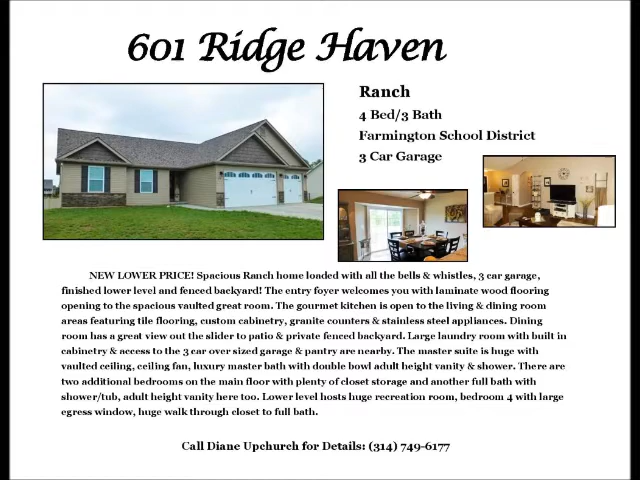 601 Ridge Haven
Ranch
4 Bed/3 Bath
Farmington School District
3 Car Garage
NEW LOWER PRICE! Spacious Ranch home loaded with all the bells & whistles, 3 car garage,
finished lower level and fenced backyard! The entry foyer welcomes you with laminate wood flooring
opening to the spacious vaulted great room. The gourmet kitchen is open to the living & dining room
areas featuring tile flooring, custom cabinetry, granite counters & stainless steel appliances. Dining
room has a great view out the slider to patio & private fenced backyard. Large laundry room with built in
cabinetry & access to the 3 car over sized garage & pantry are nearby. The master suite is huge with
vaulted ceiling, ceiling fan, luxury master bath with double bowl adult height vanity & shower. There are
two additional bedrooms on the main floor with plenty of closet storage and another full bath with
shower/tub, adult height vanity here too. Lower level hosts huge recreation room, bedroom 4 with large
egress window, huge walk through closet to full bath.
Call Diane Upchurch for Details: (314) 749-6177